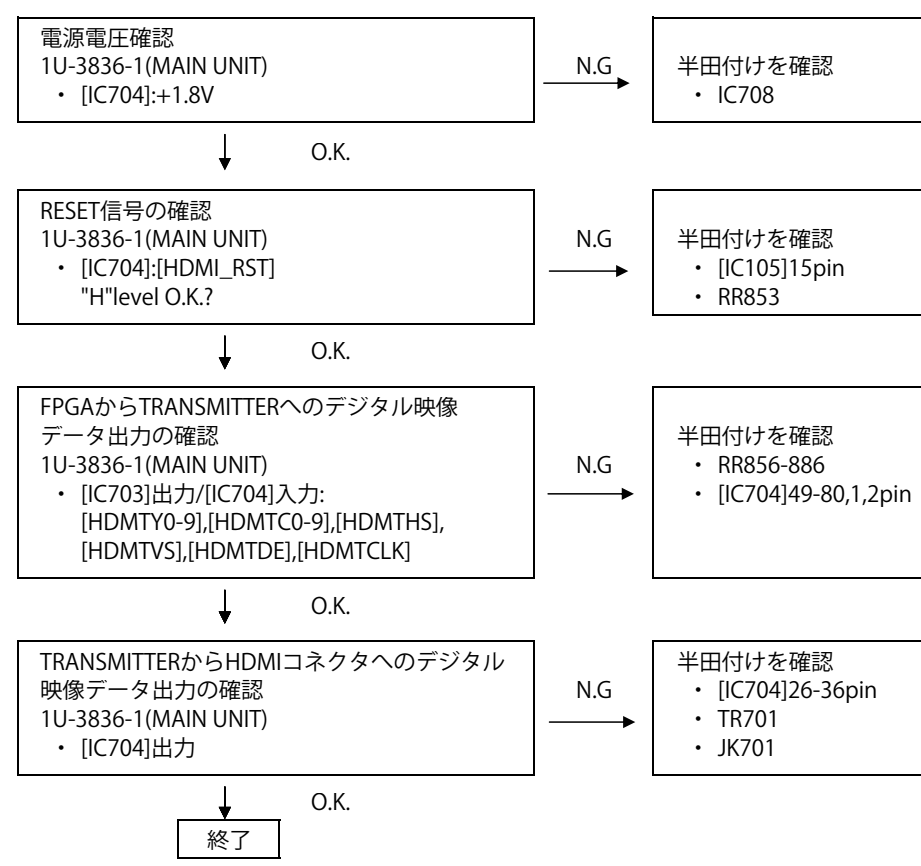 電源電圧確認
1U-3836-1(MAIN UNIT)
・ [IC704]:+1.8V
N.G
半田付けを確認
・ IC708
O.K.
RESET信号の確認
1U-3836-1(MAIN UNIT)
・ [IC704]:[HDMI_RST]
"H"level O.K.?
N.G
半田付けを確認
・ [IC105]15pin
・ RR853
O.K.
FPGAからTRANSMITTERへのデジタル映像
データ出力の確認
1U-3836-1(MAIN UNIT)
・ [IC703]出力/[IC704]入力:
[HDMTY0-9],[HDMTC0-9],[HDMTHS],
[HDMTVS],[HDMTDE],[HDMTCLK]
N.G
半田付けを確認
・ RR856-886
・ [IC704]49-80,1,2pin
O.K.
TRANSMITTERからHDMIコネクタへのデジタル
映像データ出力の確認
1U-3836-1(MAIN UNIT)
・ [IC704]出力
N.G
半田付けを確認
・ [IC704]26-36pin
・ TR701
・ JK701
O.K.
終了